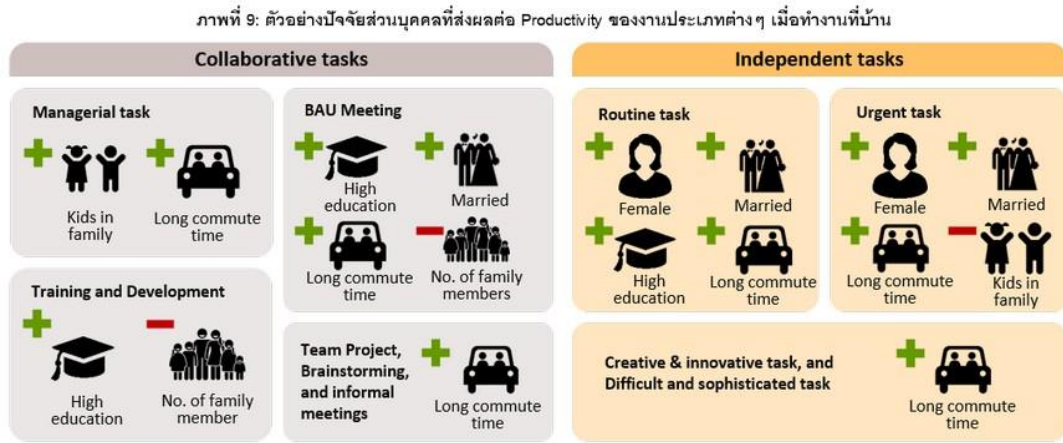 ภาพที่ 9: ตัวอย่างปัจจัยส่วนบุคคลที่ส่งผลต่อ Productivity ของงานประเภทต่าง ๆ เมื่อทำงานที่บ้าน
Collaborative tasks
Managerial task
Kids in
family
Long commute
time
BAU Meeting
High
education
Married
Long commute
time
No. of family
members
Training and Development
High
education
No. of family
member
Team Project,
Brainstorming,
and informal
meetings
Long commute
time
Independent tasks
Routine task
Female
Married
High
education
Long commute
time
Urgent task
Female
Married
Long commute
time
Kids in
family
Creative & innovative task, and
Difficult and sophisticated task
Long commute
time